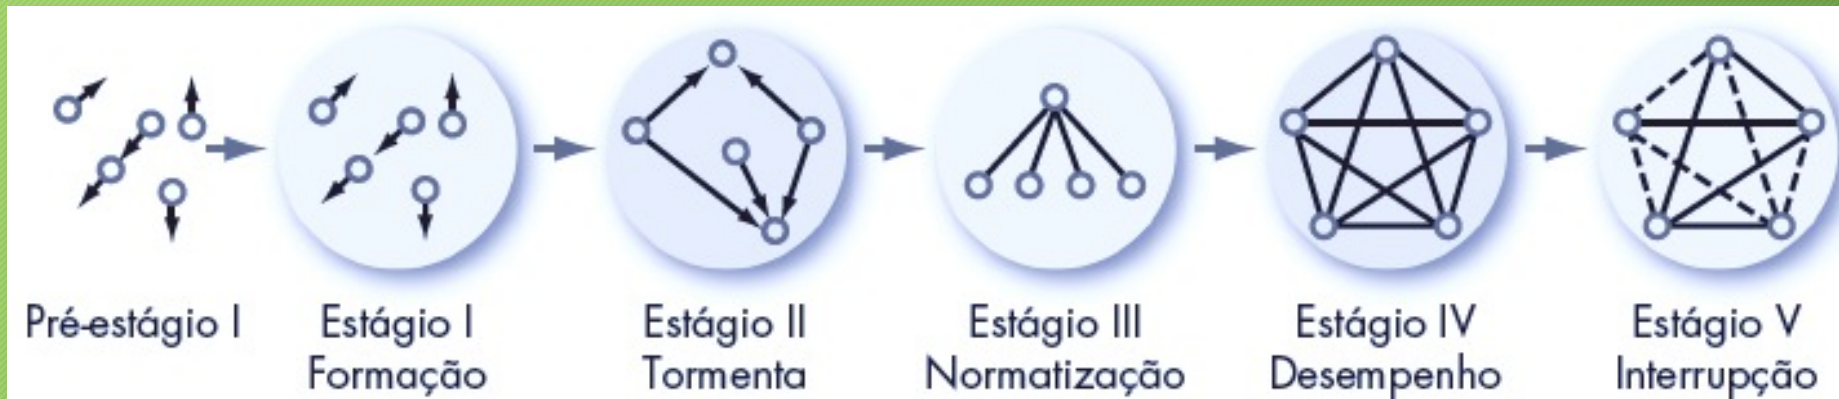 Pré-estágio I
Estágio I
Formação
Estágio II
Tormenta
Estágio III
Normatização
Estágio IV
Desempenho
Estágio V
Interrupção